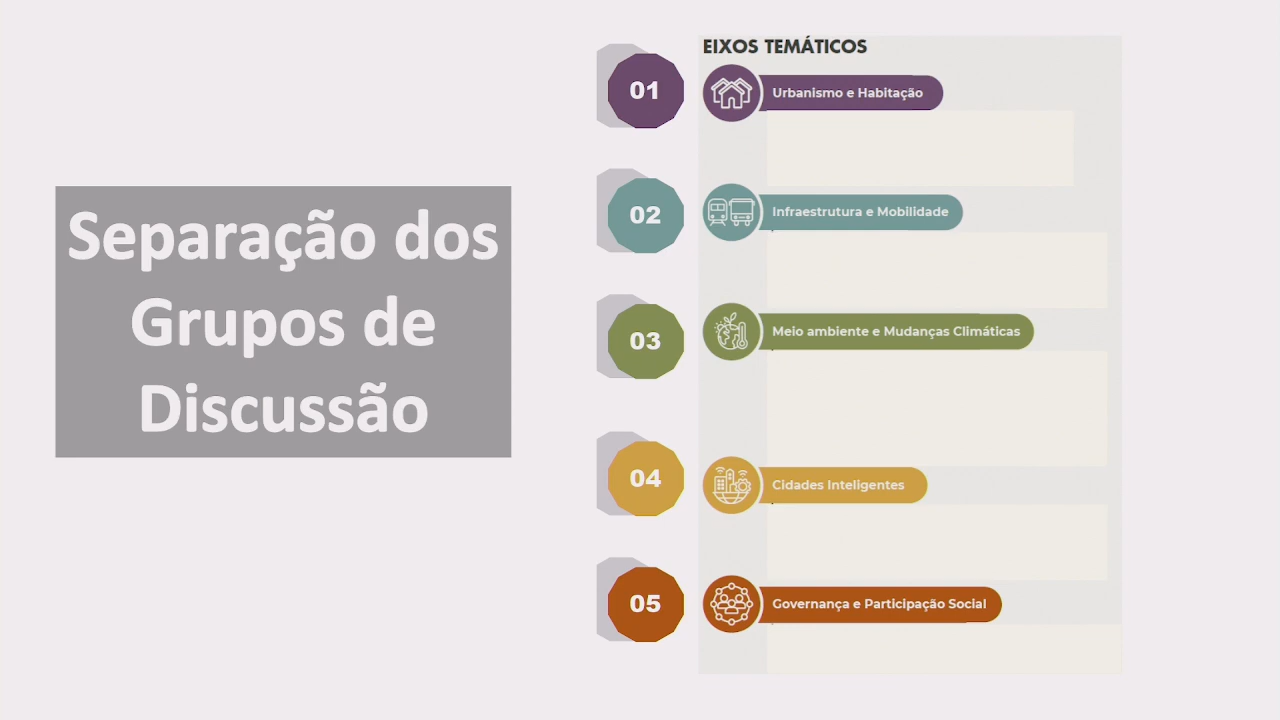 Separação dos
Grupos de
Discussão
EIXOS TEMÁTICOS
01
Urbanismo e Habitação
02
Infraestrutura e Mobilidade
03
Meio ambiente e Mudanças Climáticas
04
Cidades Inteligentes
05
Governança e Participação Social